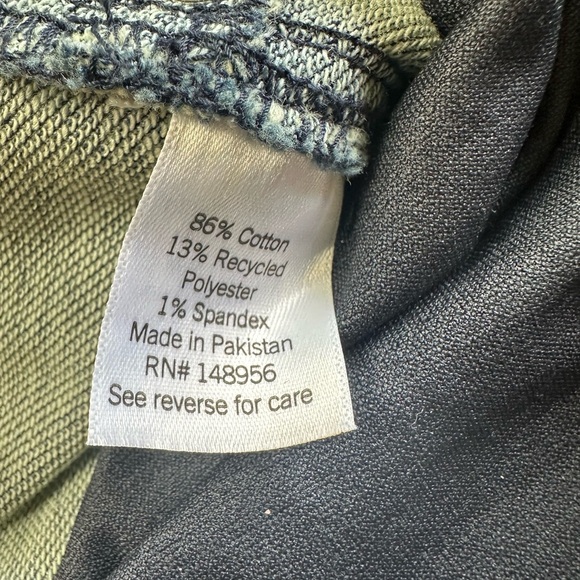 86% Cotton
13% Recycled
Polyester
1% Spandex
Made in Pakistan
RN# 148956
See reverse for care